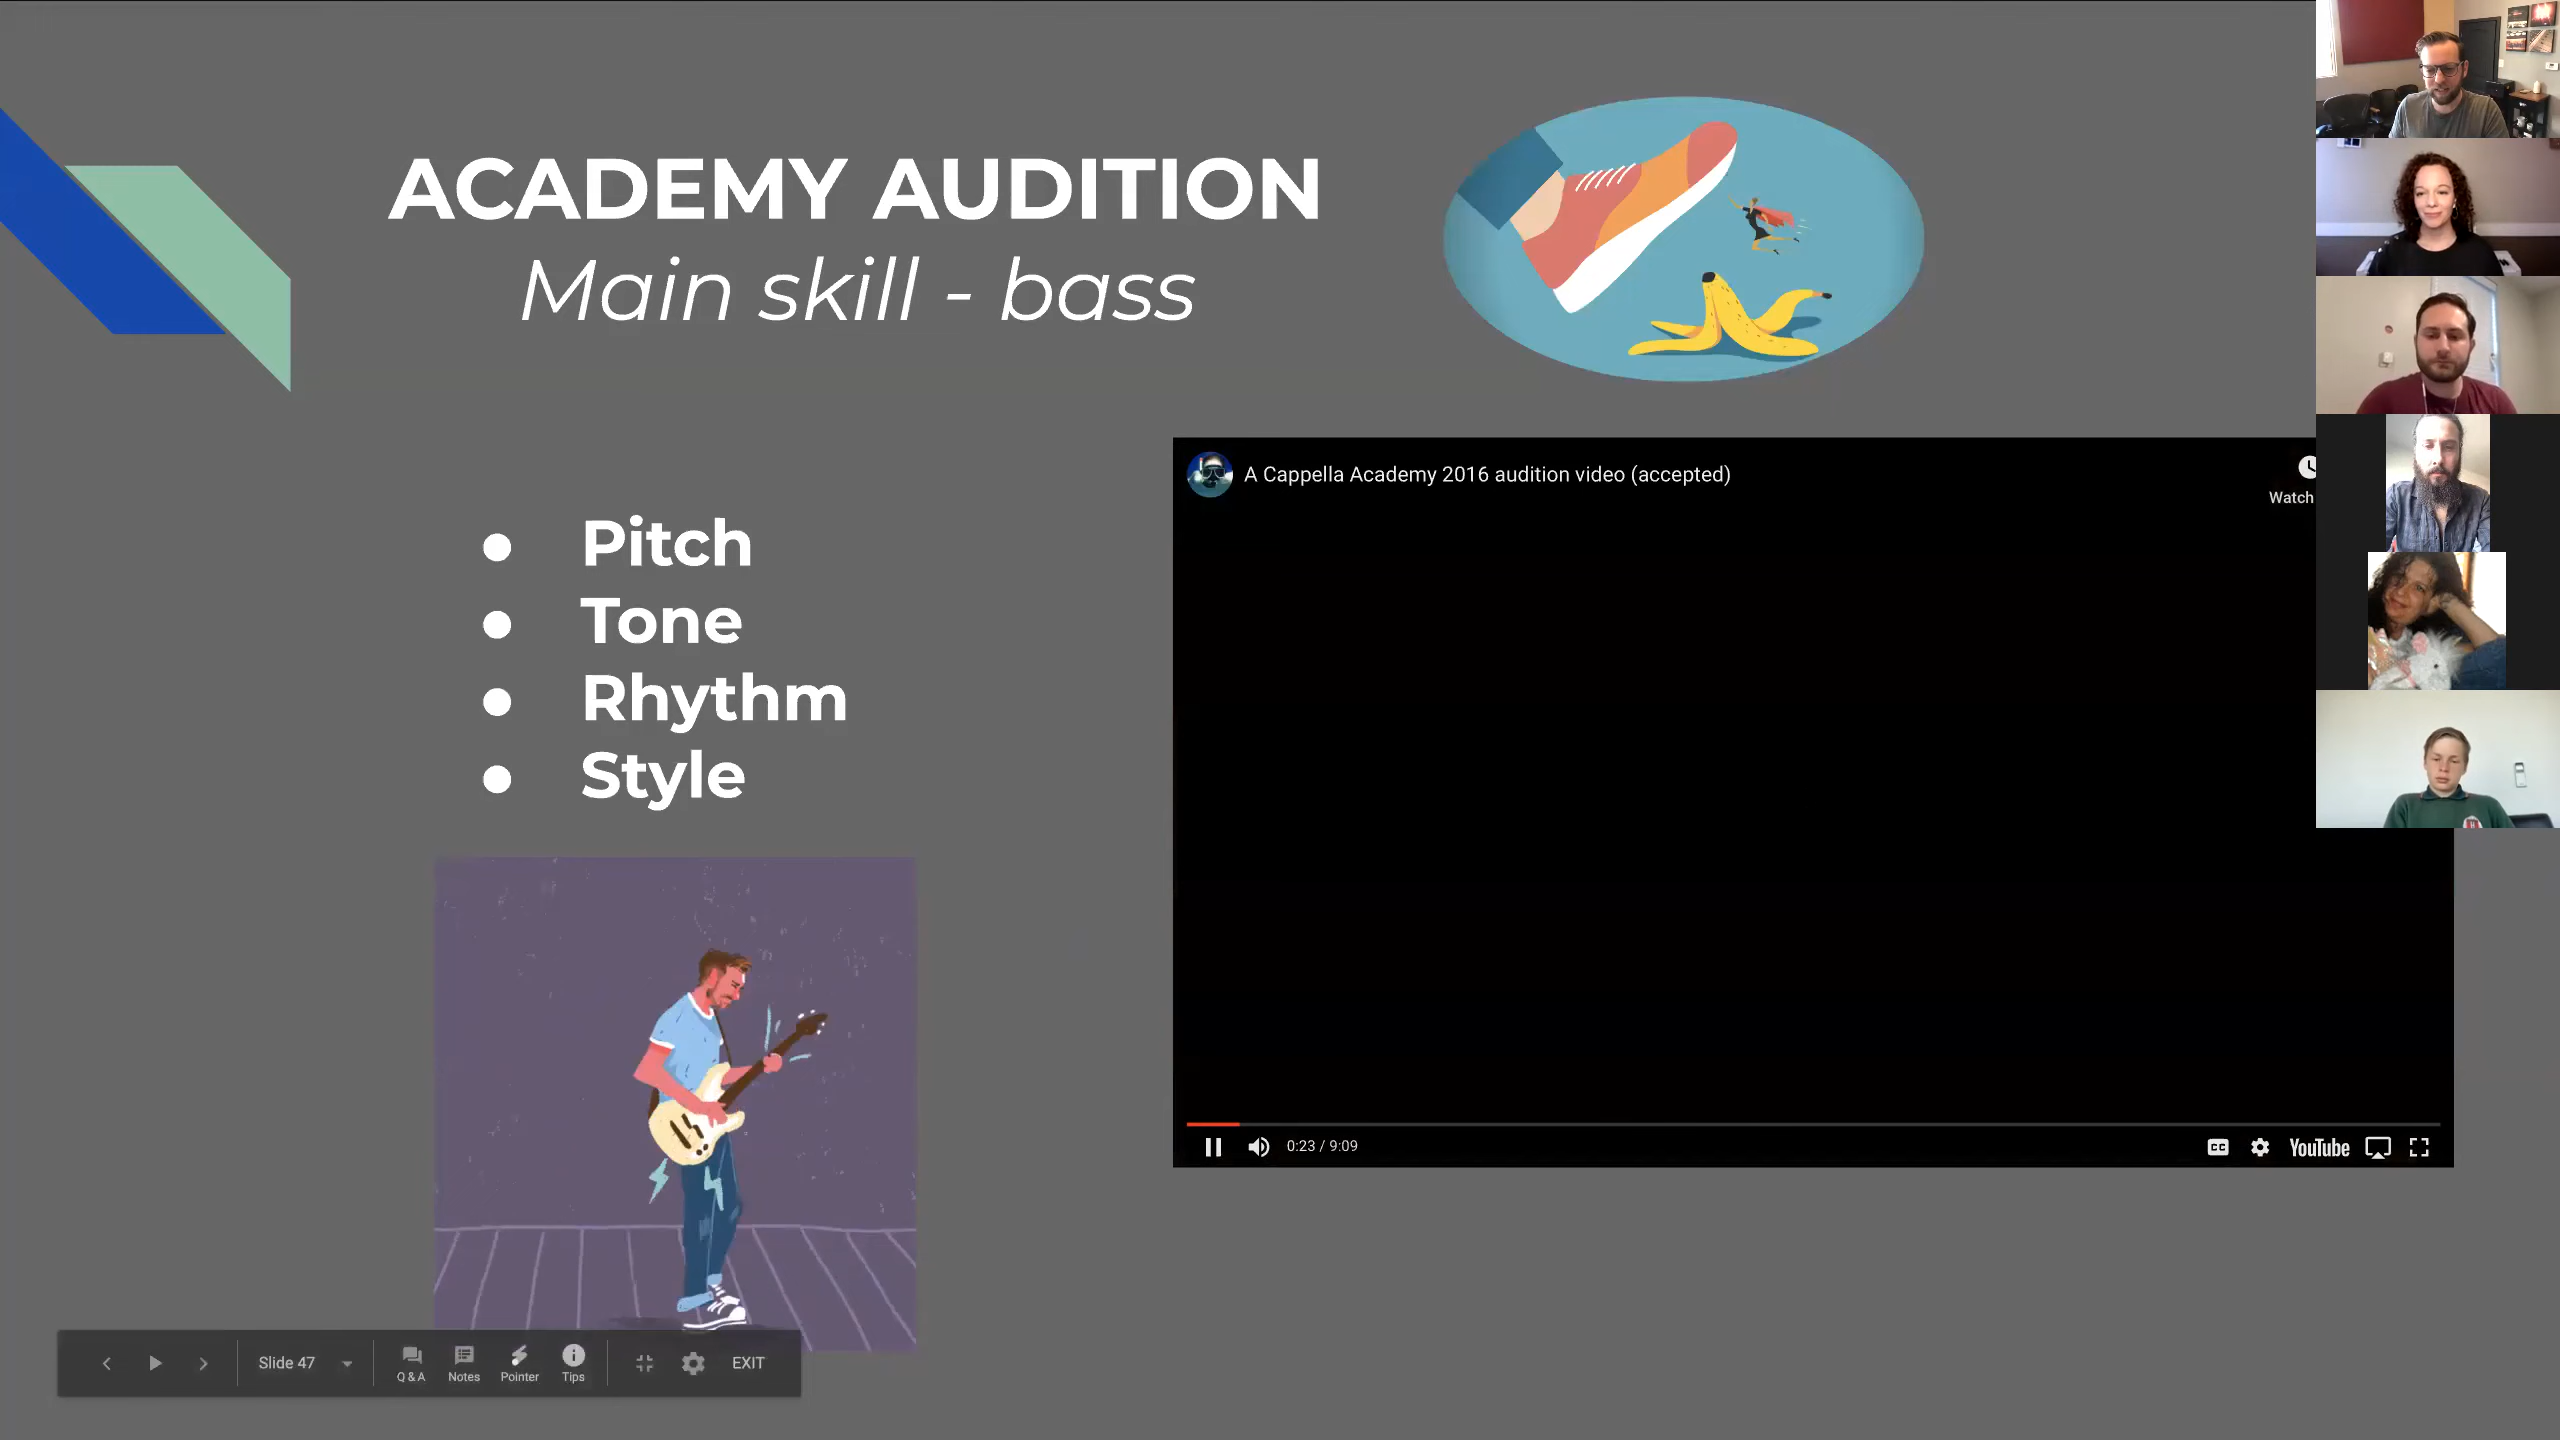 ACADEMY AUDITION
Main skill - bass
● Pitch
● Tone
● Rhythm
● Style
A Cappella Academy 2016 audition video (accepted)
Watch
0:23 / 9:09
CC
YouTube
Slide 47
Q & A
Notes
Pointer
Tips
EXIT